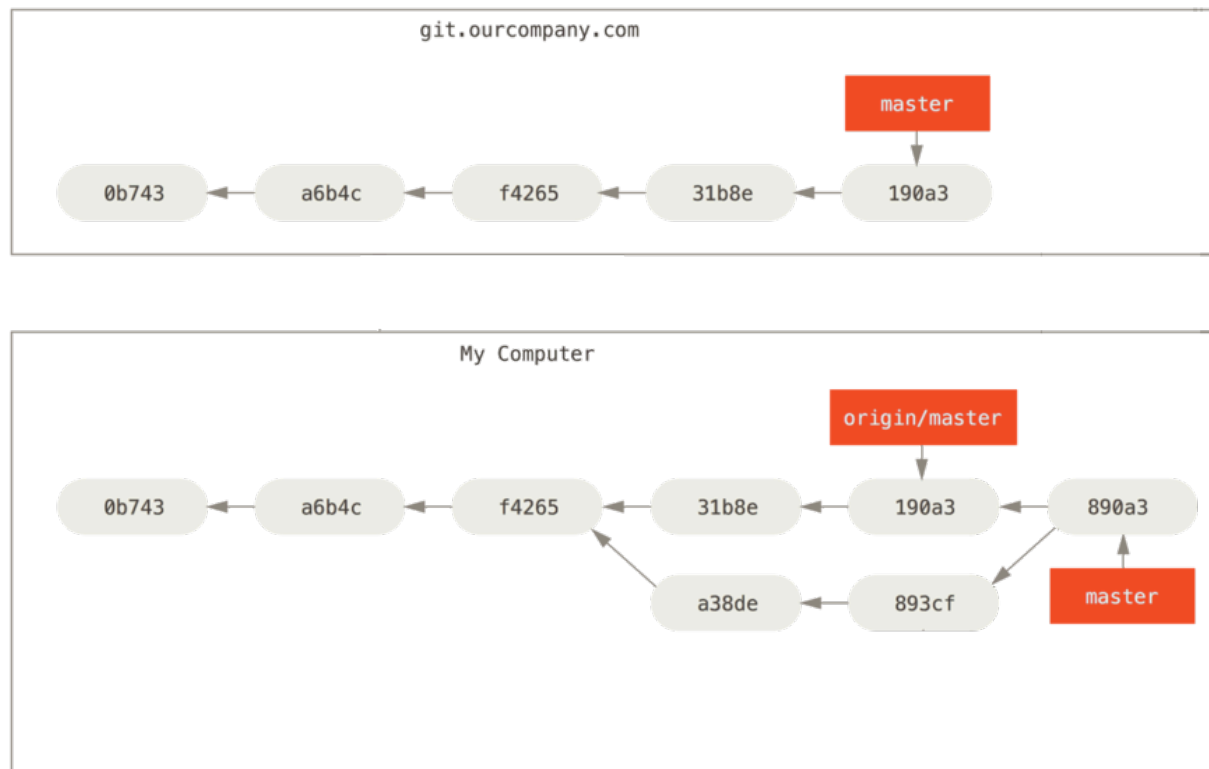 git.ourcompany.com
master
0b743 a6b4c f4265 31b8e 190a3
My Computer
origin/master
0b743 a6b4c f4265 31b8e 190a3 890a3
a38de 893cf master